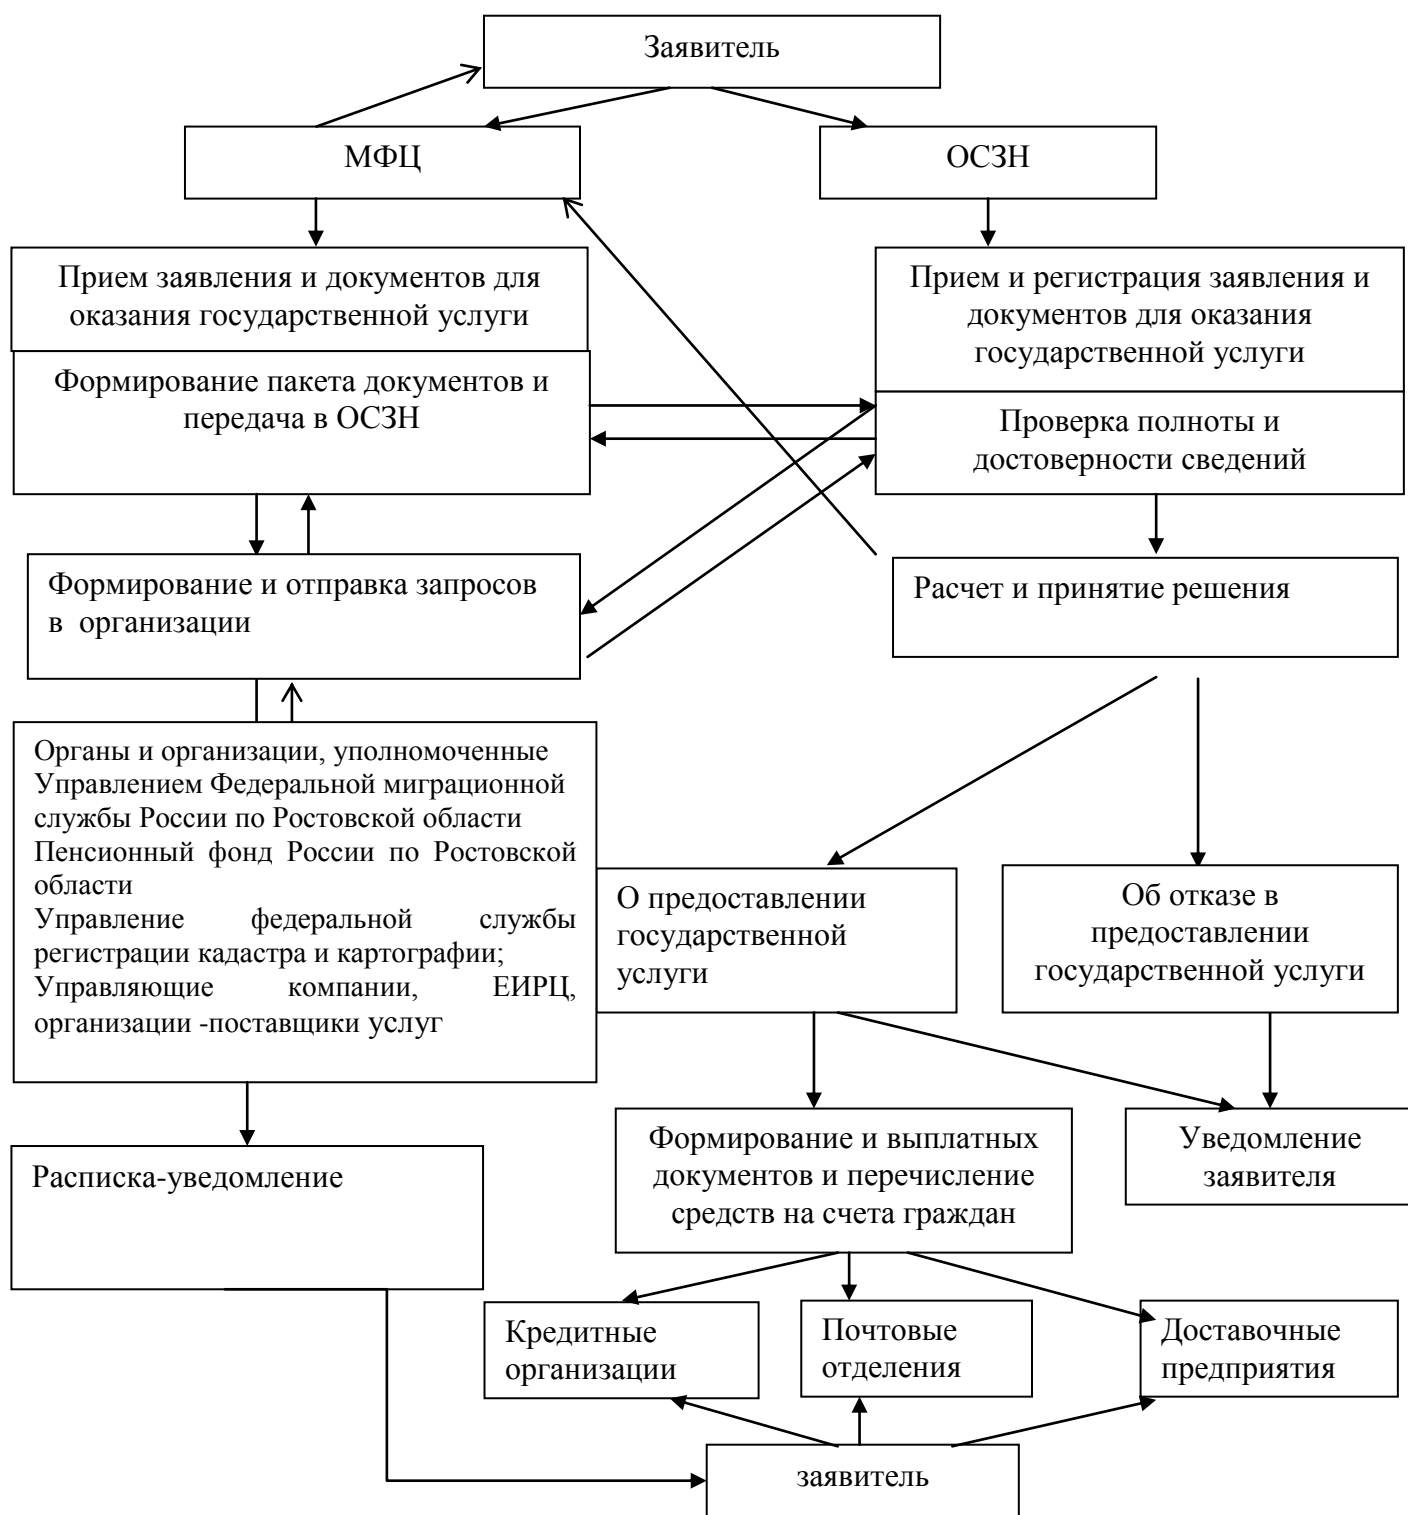 Заявитель
МФЦ
ОСЗН
Прием заявления и документов для
оказания государственной услуги
Прием и регистрация заявления и
документов для оказания
государственной услуги
Формирование пакета документов и
передача в ОСЗН
Проверка полноты и
достоверности сведений
Формирование и отправка запросов
в организации
Расчет и принятие решения
Органы и организации, уполномоченные
Управлением Федеральной миграционной
службы России по Ростовской области
Пенсионный фонд России по Ростовской
области
Управление федеральной службы
регистрации кадастра и картографии;
Управляющие компании, ЕИРЦ,
организации -поставщики услуг
О предоставлении
государственной
услуги
Об отказе в
предоставлении
государственной услуги
Формирование и выплатных
документов и перечисление
средств на счета граждан
Уведомление
заявителя
Расписка-уведомление
Кредитные
организации
Почтовые
отделения
Доставочные
предприятия
заявитель